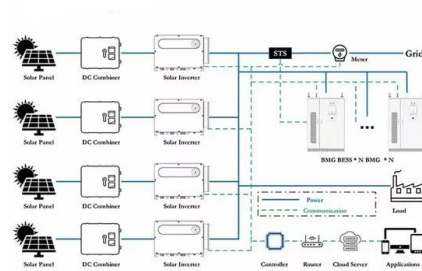 STS
Meter
Grid
Solar Panel DC Combiner Solar Inverter
Solar Panel DC Combiner Solar Inverter
BMG BESS * N BMG * N
Solar Panel DC Combiner Solar Inverter
Power
Communication
Load
Solar Panel DC Combiner Solar Inverter
Controller Router Cloud Server Applications